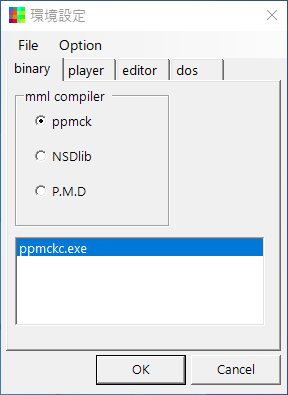 環境設定
File Option
binary player editor dos
mml compiler
ppmck
NSDlib
P.M.D
ppmckc.exe
OK Cancel